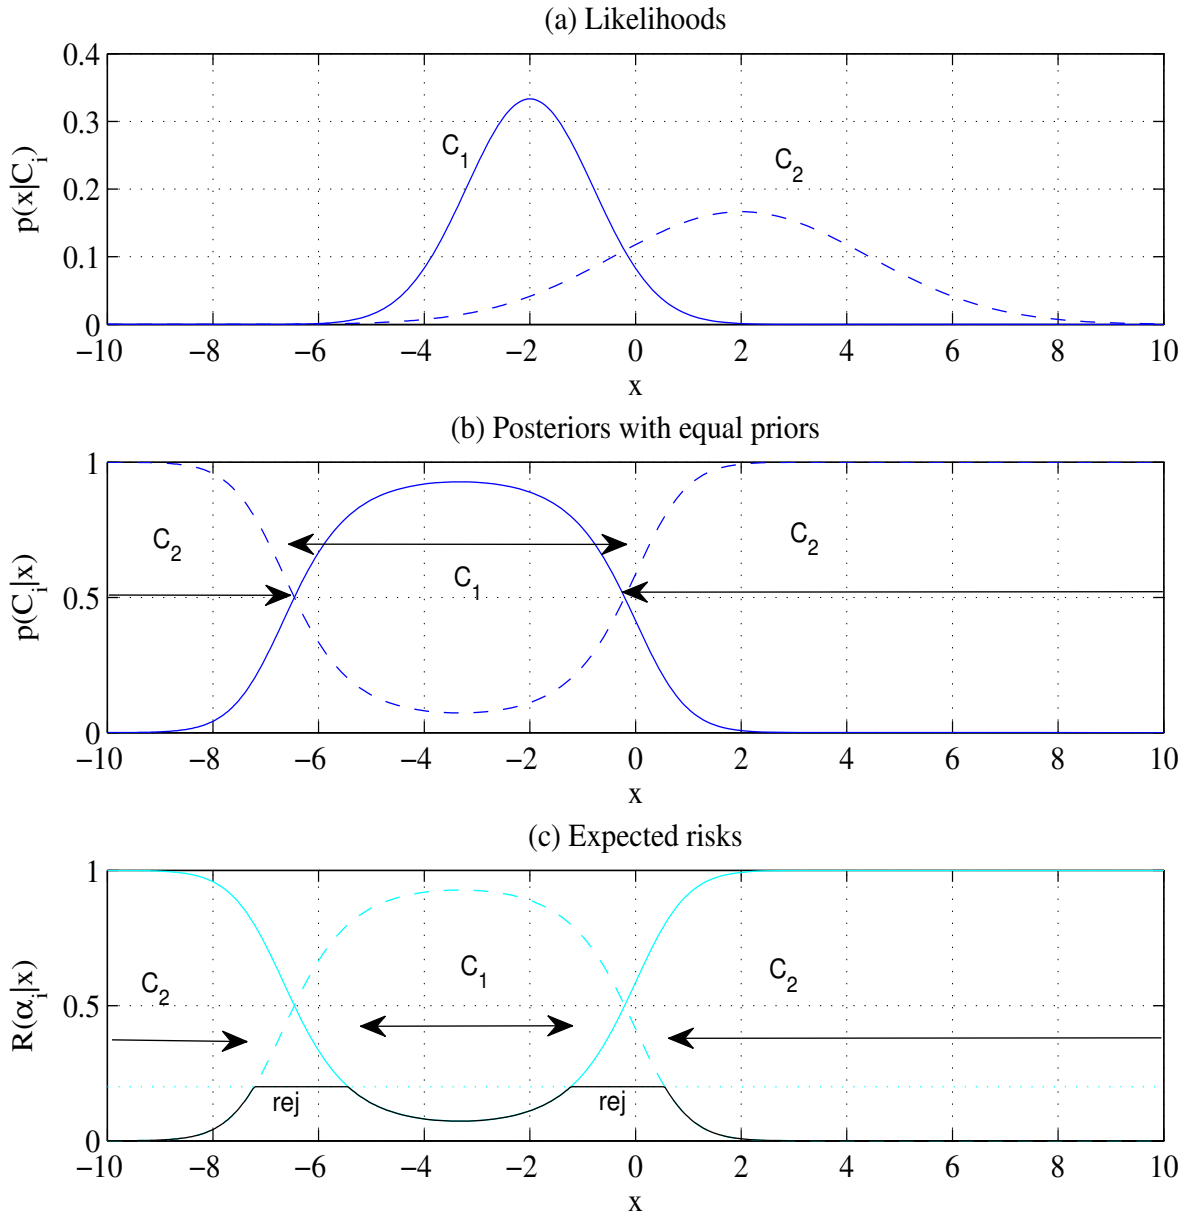 (a) Likelihoods
0.4
0.3
0.2
0.1
0
p(x|C_i)
C_1
C_2
−10 −8 −6 −4 −2 0 2 4 6 8 10
x
(b) Posteriors with equal priors
1
0.5
0
p(C_i|x)
C_2
C_1
C_2
−10 −8 −6 −4 −2 0 2 4 6 8 10
x
(c) Expected risks
1
0.5
0
R(α_i|x)
C_2
C_1
C_2
rej
rej
−10 −8 −6 −4 −2 0 2 4 6 8 10
x